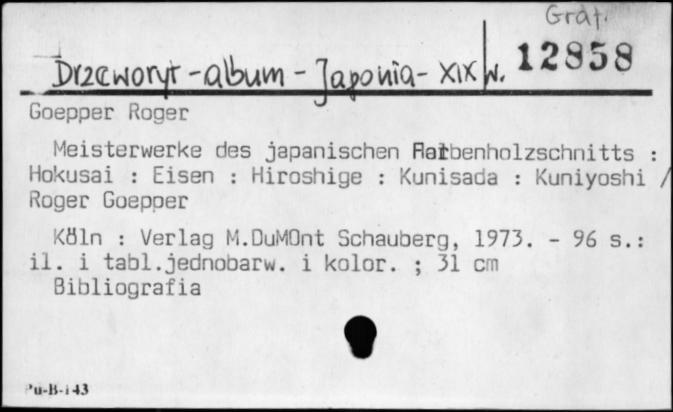 Graf.
12858
Drzeworyt - album - Japonia - XIX w.
Goepper Roger
Meisterwerke des japanischen Farbenholzschnitts :
Hokusai : Eisen : Hiroshige : Kunisada : Kuniyoshi /
Roger Goepper
Köln : Verlag M.DuMOnt Schauberg, 1973. - 96 s.:
il. i tabl.jednobarw. i kolor. ; 31 cm
Bibliografia
Pu-B-143